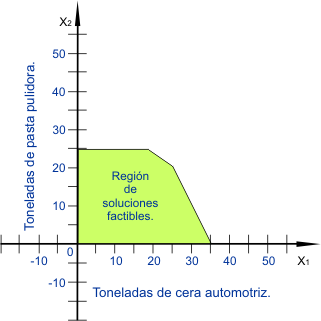 X2
Toneladas de pasta pulidora.
50
40
30
20
10
Región
de
soluciones
factibles.
-10
0
10
20
30
40
50
X1
-10
Toneladas de cera automotriz.